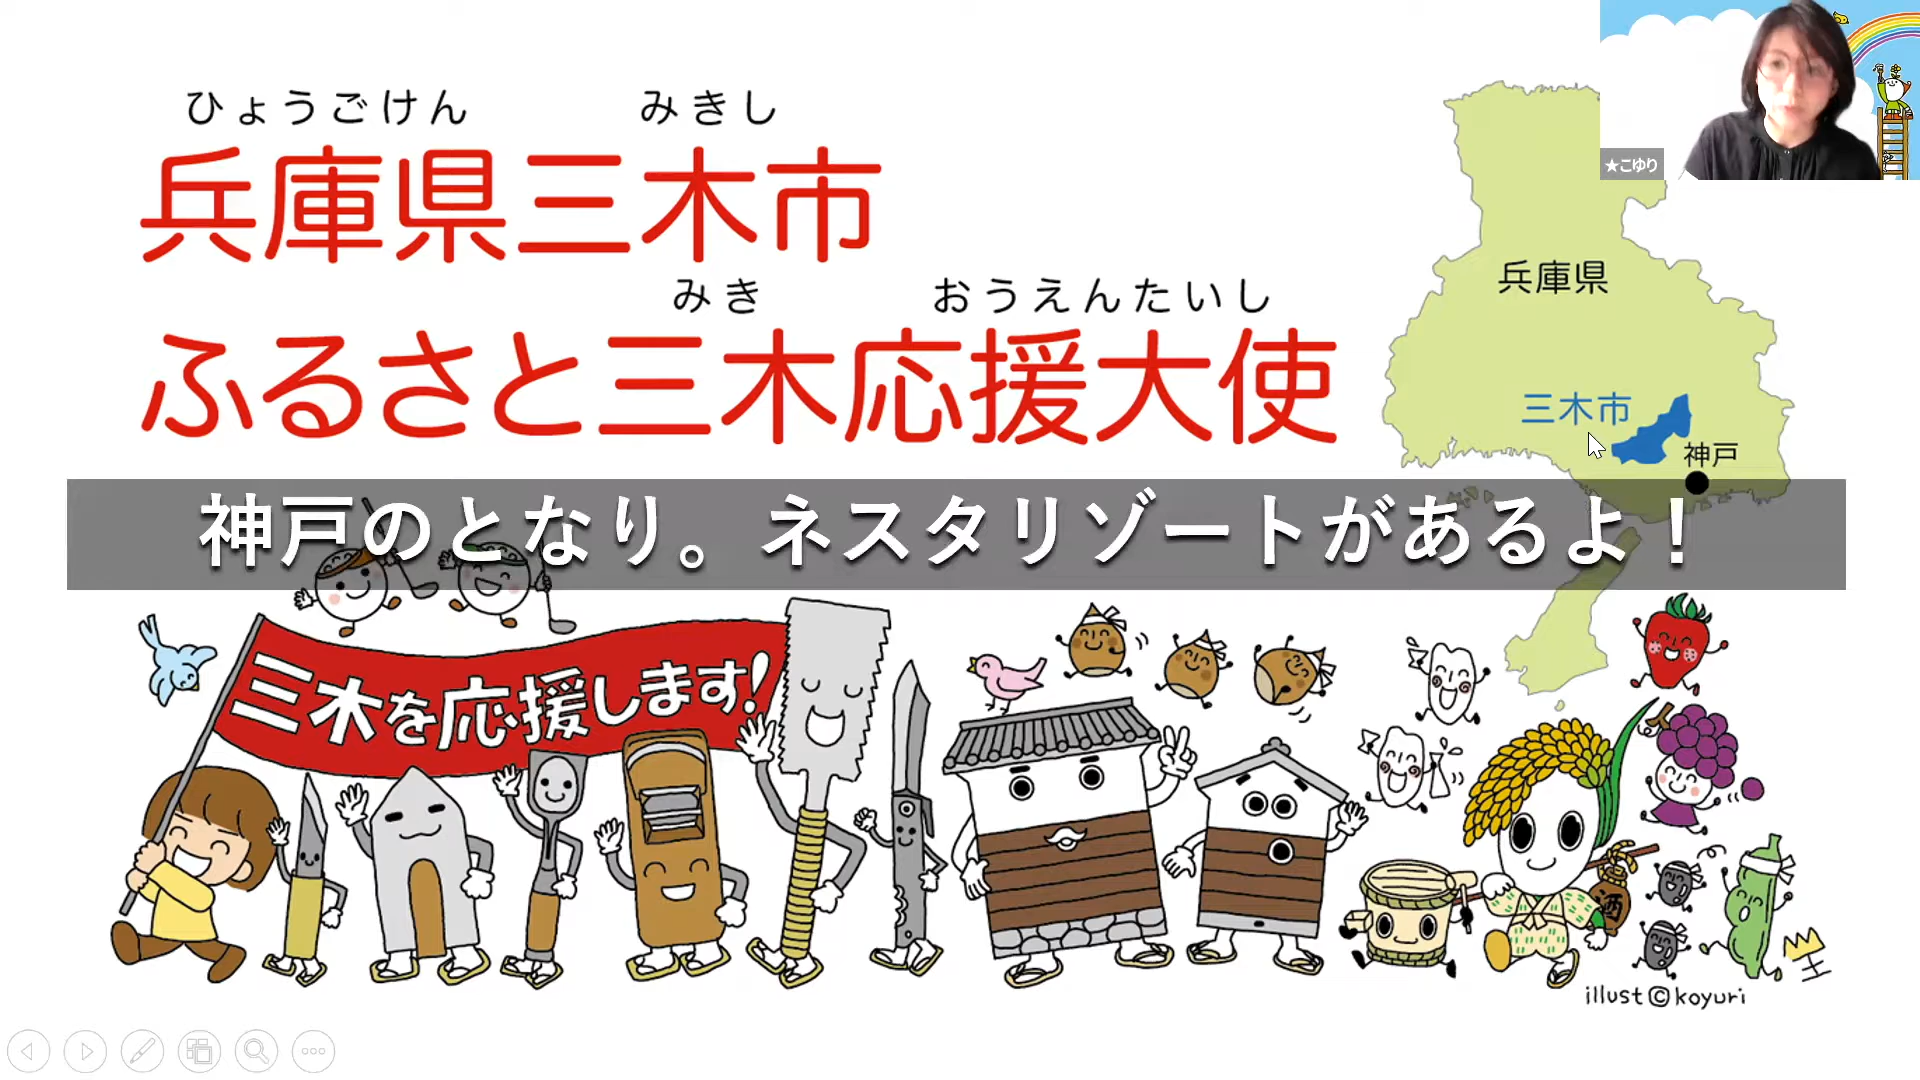 ひょうごけん みきし
兵庫県三木市
みき おうえんたいし
ふるさと三木応援大使
★こゆり
兵庫県
三木市
神戸
神戸のとなり。ネスタリゾートがあるよ！
三木を応援します!
酒
illust©koyuri